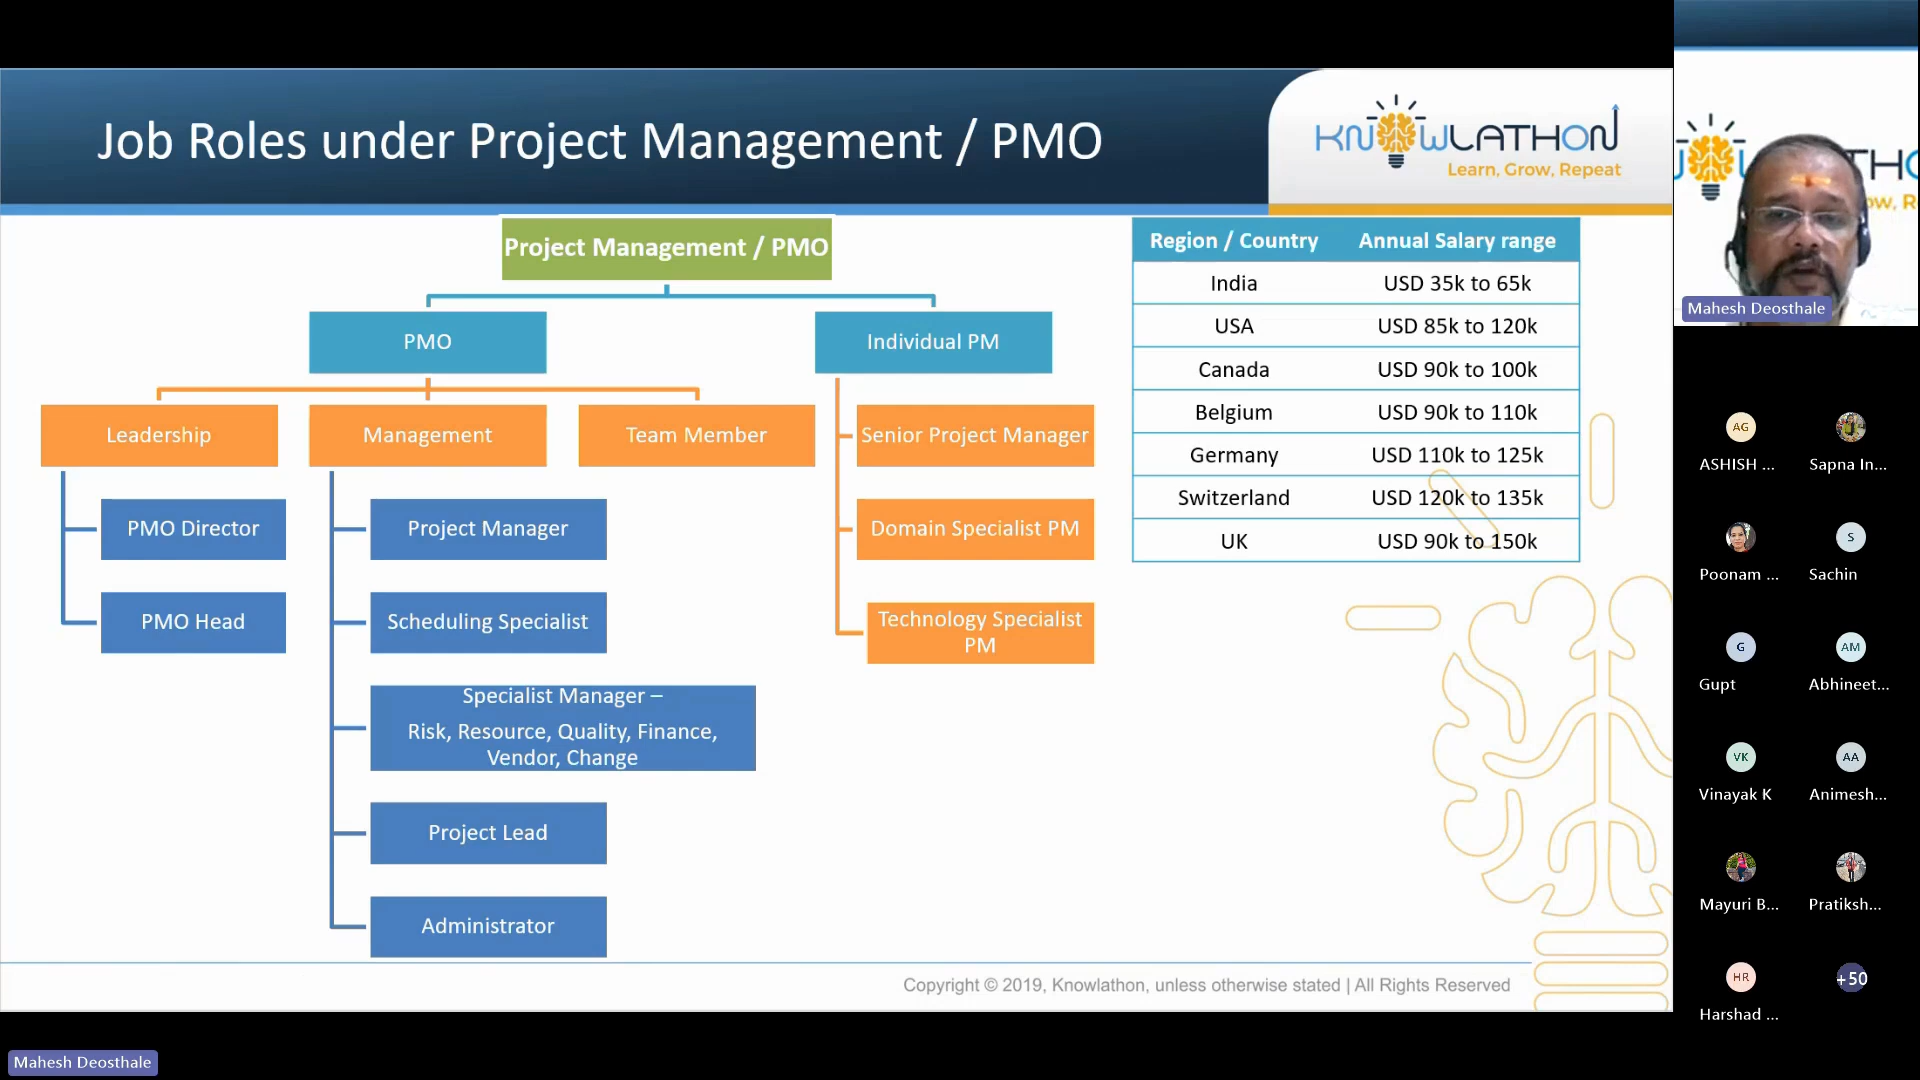 Job Roles under Project Management / PMO
KNOWLATHON
Learn, Grow, Repeat
Project Management / PMO
PMO
Individual PM
Leadership
Management
Team Member
Senior Project Manager
PMO Director
Project Manager
Domain Specialist PM
PMO Head
Scheduling Specialist
Technology Specialist
PM
Specialist Manager –
Risk, Resource, Quality, Finance,
Vendor, Change
Project Lead
Administrator
Region / Country Annual Salary range
India USD 35k to 65k
USA USD 85k to 120k
Canada USD 90k to 100k
Belgium USD 90k to 110k
Germany USD 110k to 125k
Switzerland USD 120k to 135k
UK USD 90k to 150k
Copyright © 2019, Knowlathon, unless otherwise stated | All Rights Reserved
Mahesh Deosthale
Mahesh Deosthale
AG
ASHISH ...
Sapna In...
Poonam ...
S
Sachin
G
Gupt
AM
Abhineet...
VK
Vinayak K
AA
Animesh...
Mayuri B...
Pratiksh...
HR
Harshad ...
+50